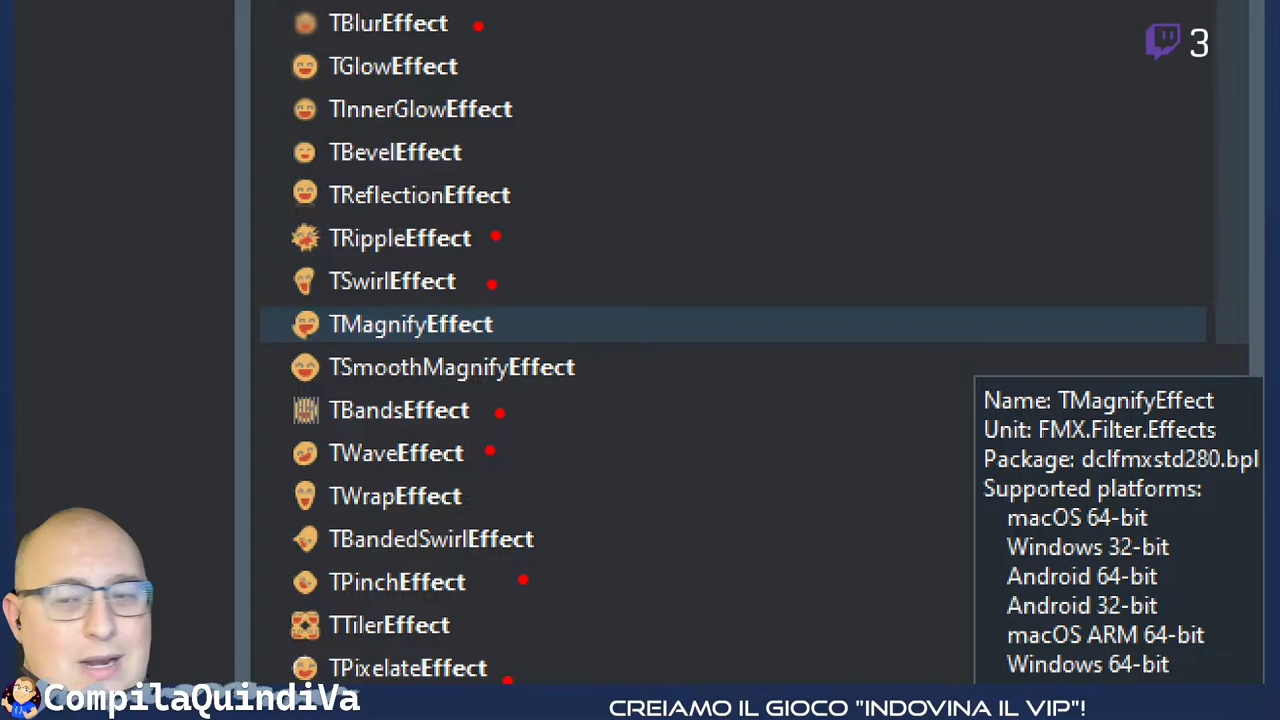 TBlurEffect
3
TGlowEffect
TInnerGlowEffect
TBevelEffect
TReflectionEffect
TRippleEffect
TSwirlEffect
TMagnifyEffect
TSmoothMagnifyEffect
TBandsEffect
TWaveEffect
TWrapEffect
TBandedSwirlEffect
TPinchEffect
TTilerEffect
TPixelateEffect
Name: TMagnifyEffect
Unit: FMX.Filter.Effects
Package: dclfmxstd280.bpl
Supported platforms:
macOS 64-bit
Windows 32-bit
Android 64-bit
Android 32-bit
macOS ARM 64-bit
Windows 64-bit
CompilaQuindiVa
CREIAMO IL GIOCO "INDOVINA IL VIP"!